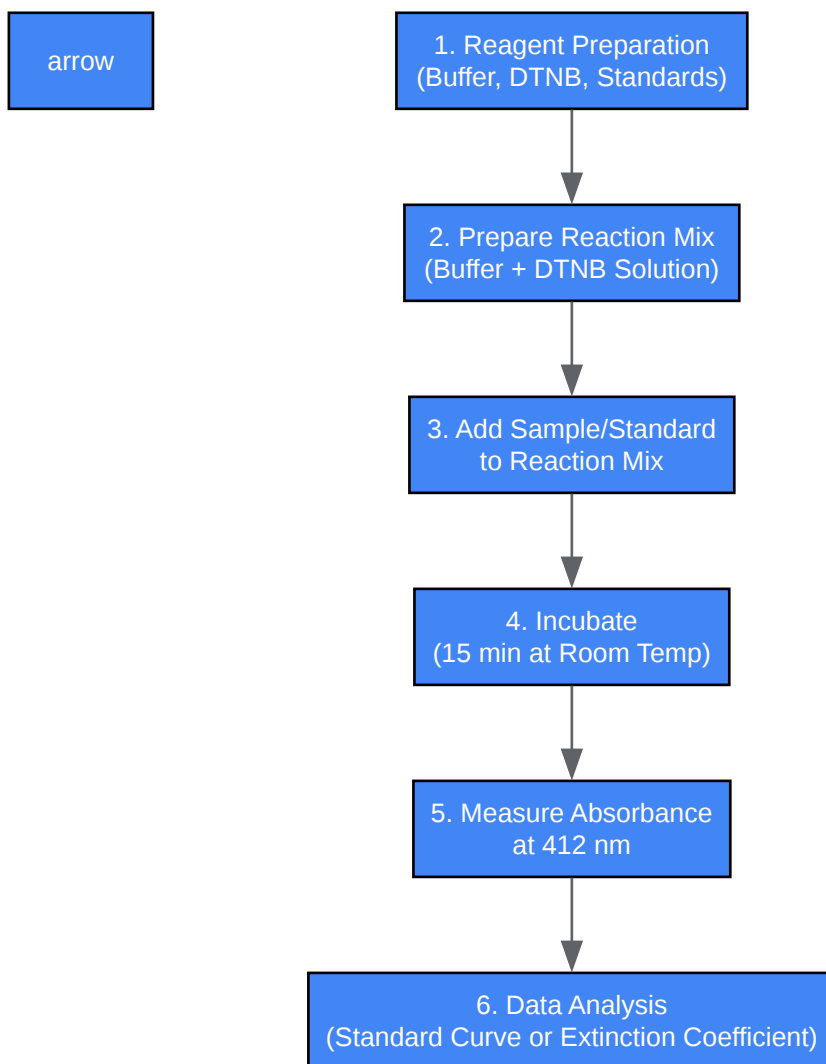 arrow
1. Reagent Preparation
(Buffer, DTNB, Standards)
2. Prepare Reaction Mix
(Buffer + DTNB Solution)
3. Add Sample/Standard
to Reaction Mix
4. Incubate
(15 min at Room Temp)
5. Measure Absorbance
at 412 nm
6. Data Analysis
(Standard Curve or Extinction Coefficient)